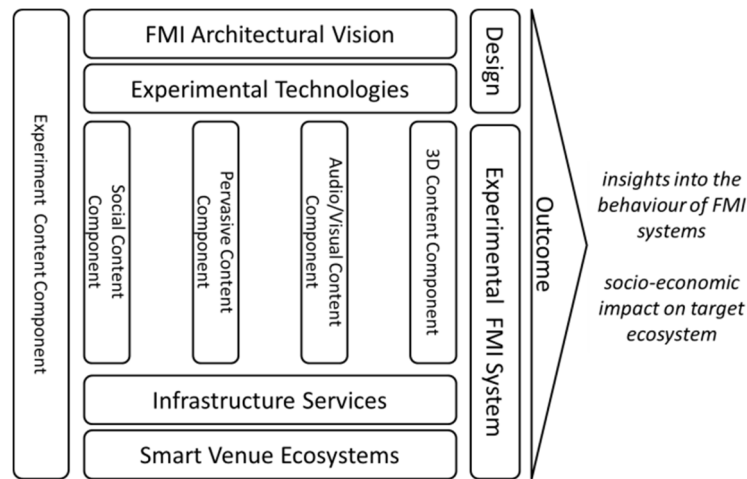 FMI Architectural Vision
Experimental Technologies
Experiment Content Component
Social Content
Component
Pervasive Content
Component
Audio/Visual Content
Component
3D Content Component
Infrastructure Services
Smart Venue Ecosystems
Design
Experimental FMI System
Outcome
insights into the
behaviour of FMI
systems
socio-economic
impact on target
ecosystem